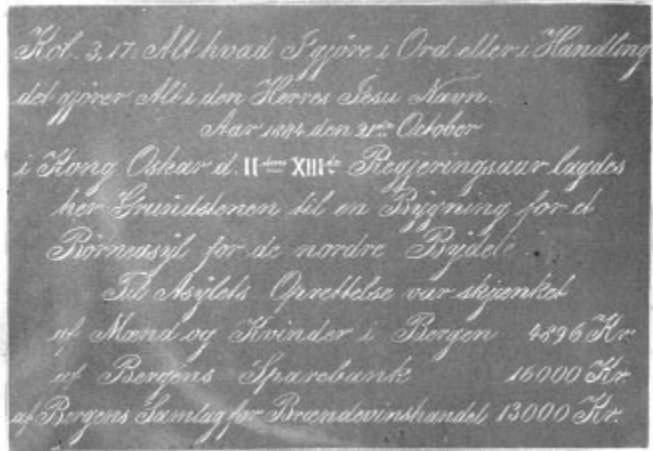 Kol. 3, 17. Alt hvad I gjøre i Ord eller i Handling
det gjører Alt i den Herres Jesu Navn.
Aar 1884 den 21de October
i Kong Oskar d. IIdens XIIIde Regjeringsaar lagdes
her Grundstenen til en Bygning for et
Børneasyl for de nordre Bydele.
Til Asylets Oprettelse var skjænket
af Mænd og Kvinder i Bergen 4896 Kr
af Bergens Sparebank 16000 Kr
af Bergens Samlag for Brændevinshandel 13000 Kr.